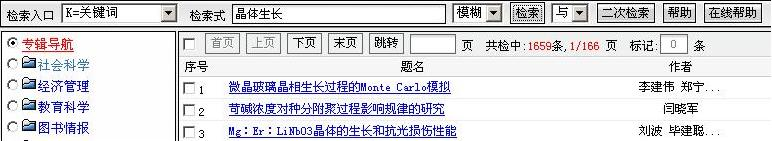 检索入口 K=关键词 检索式 晶体生长 模糊 检索 与 二次检索 帮助 在线帮助
专辑导航 首页 上页 下页 末页 跳转 页 共检中:1659条,1/166 页 标记: 0 条
社会科学 序号 题名 作者
经济管理 1 微晶玻璃晶相生长过程的Monte Carlo模拟 李建伟 郑宁...
教育科学 2 苛碱浓度对种分附聚过程影响规律的研究 闫晓军
图书情报 3 Mg:Er:LiNbO3晶体的生长和抗光损伤性能 刘波 毕建聪...